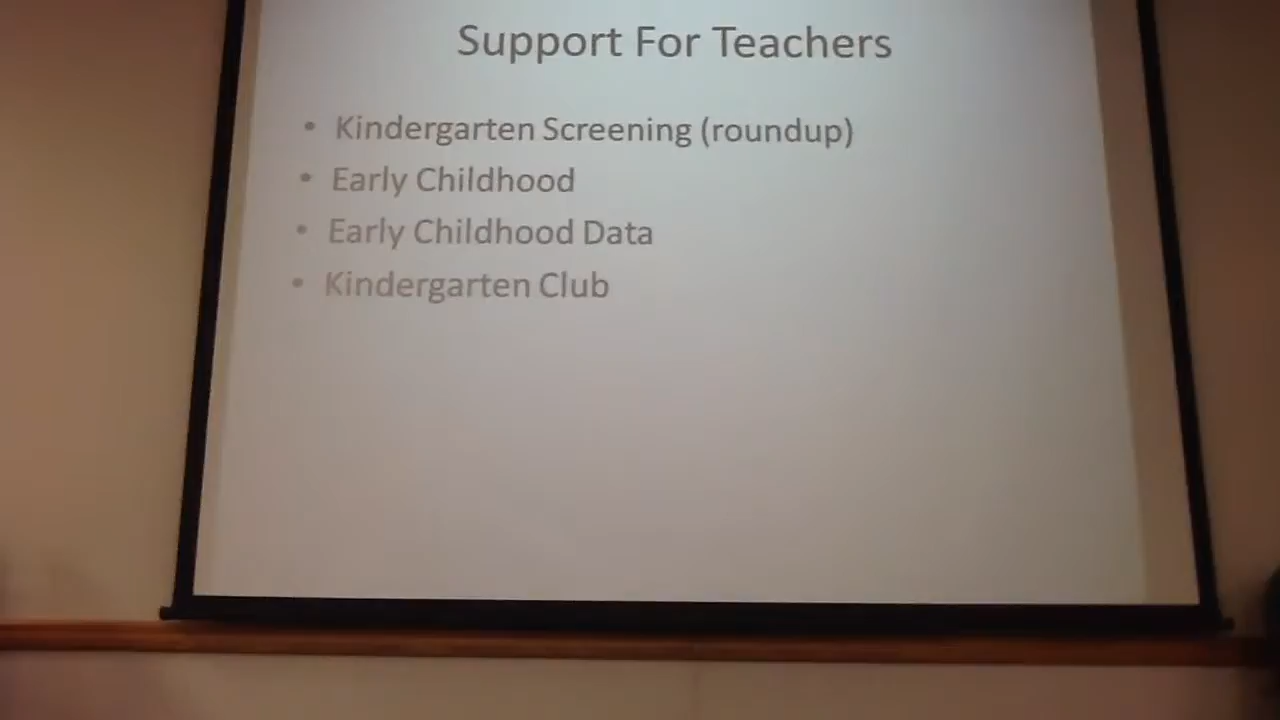 Support For Teachers
• Kindergarten Screening (roundup)
• Early Childhood
• Early Childhood Data
• Kindergarten Club